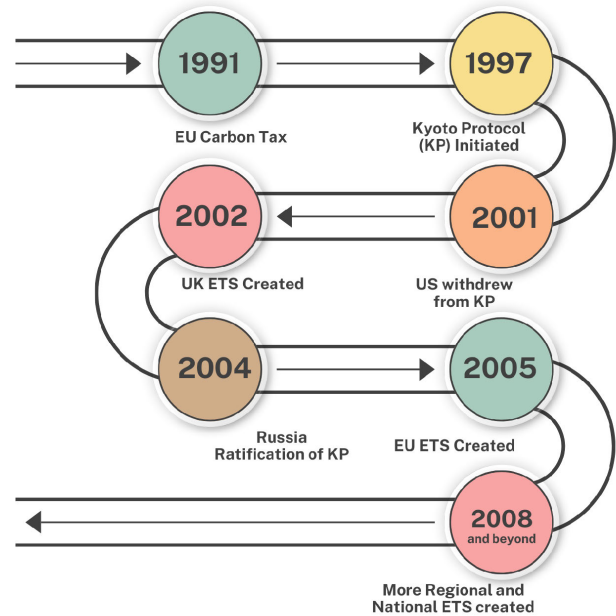 1991
EU Carbon Tax
1997
Kyoto Protocol
(KP) Initiated
2001
US withdrew
from KP
2002
UK ETS Created
2004
Russia
Ratification of KP
2005
EU ETS Created
2008
and beyond
More Regional and
National ETS created